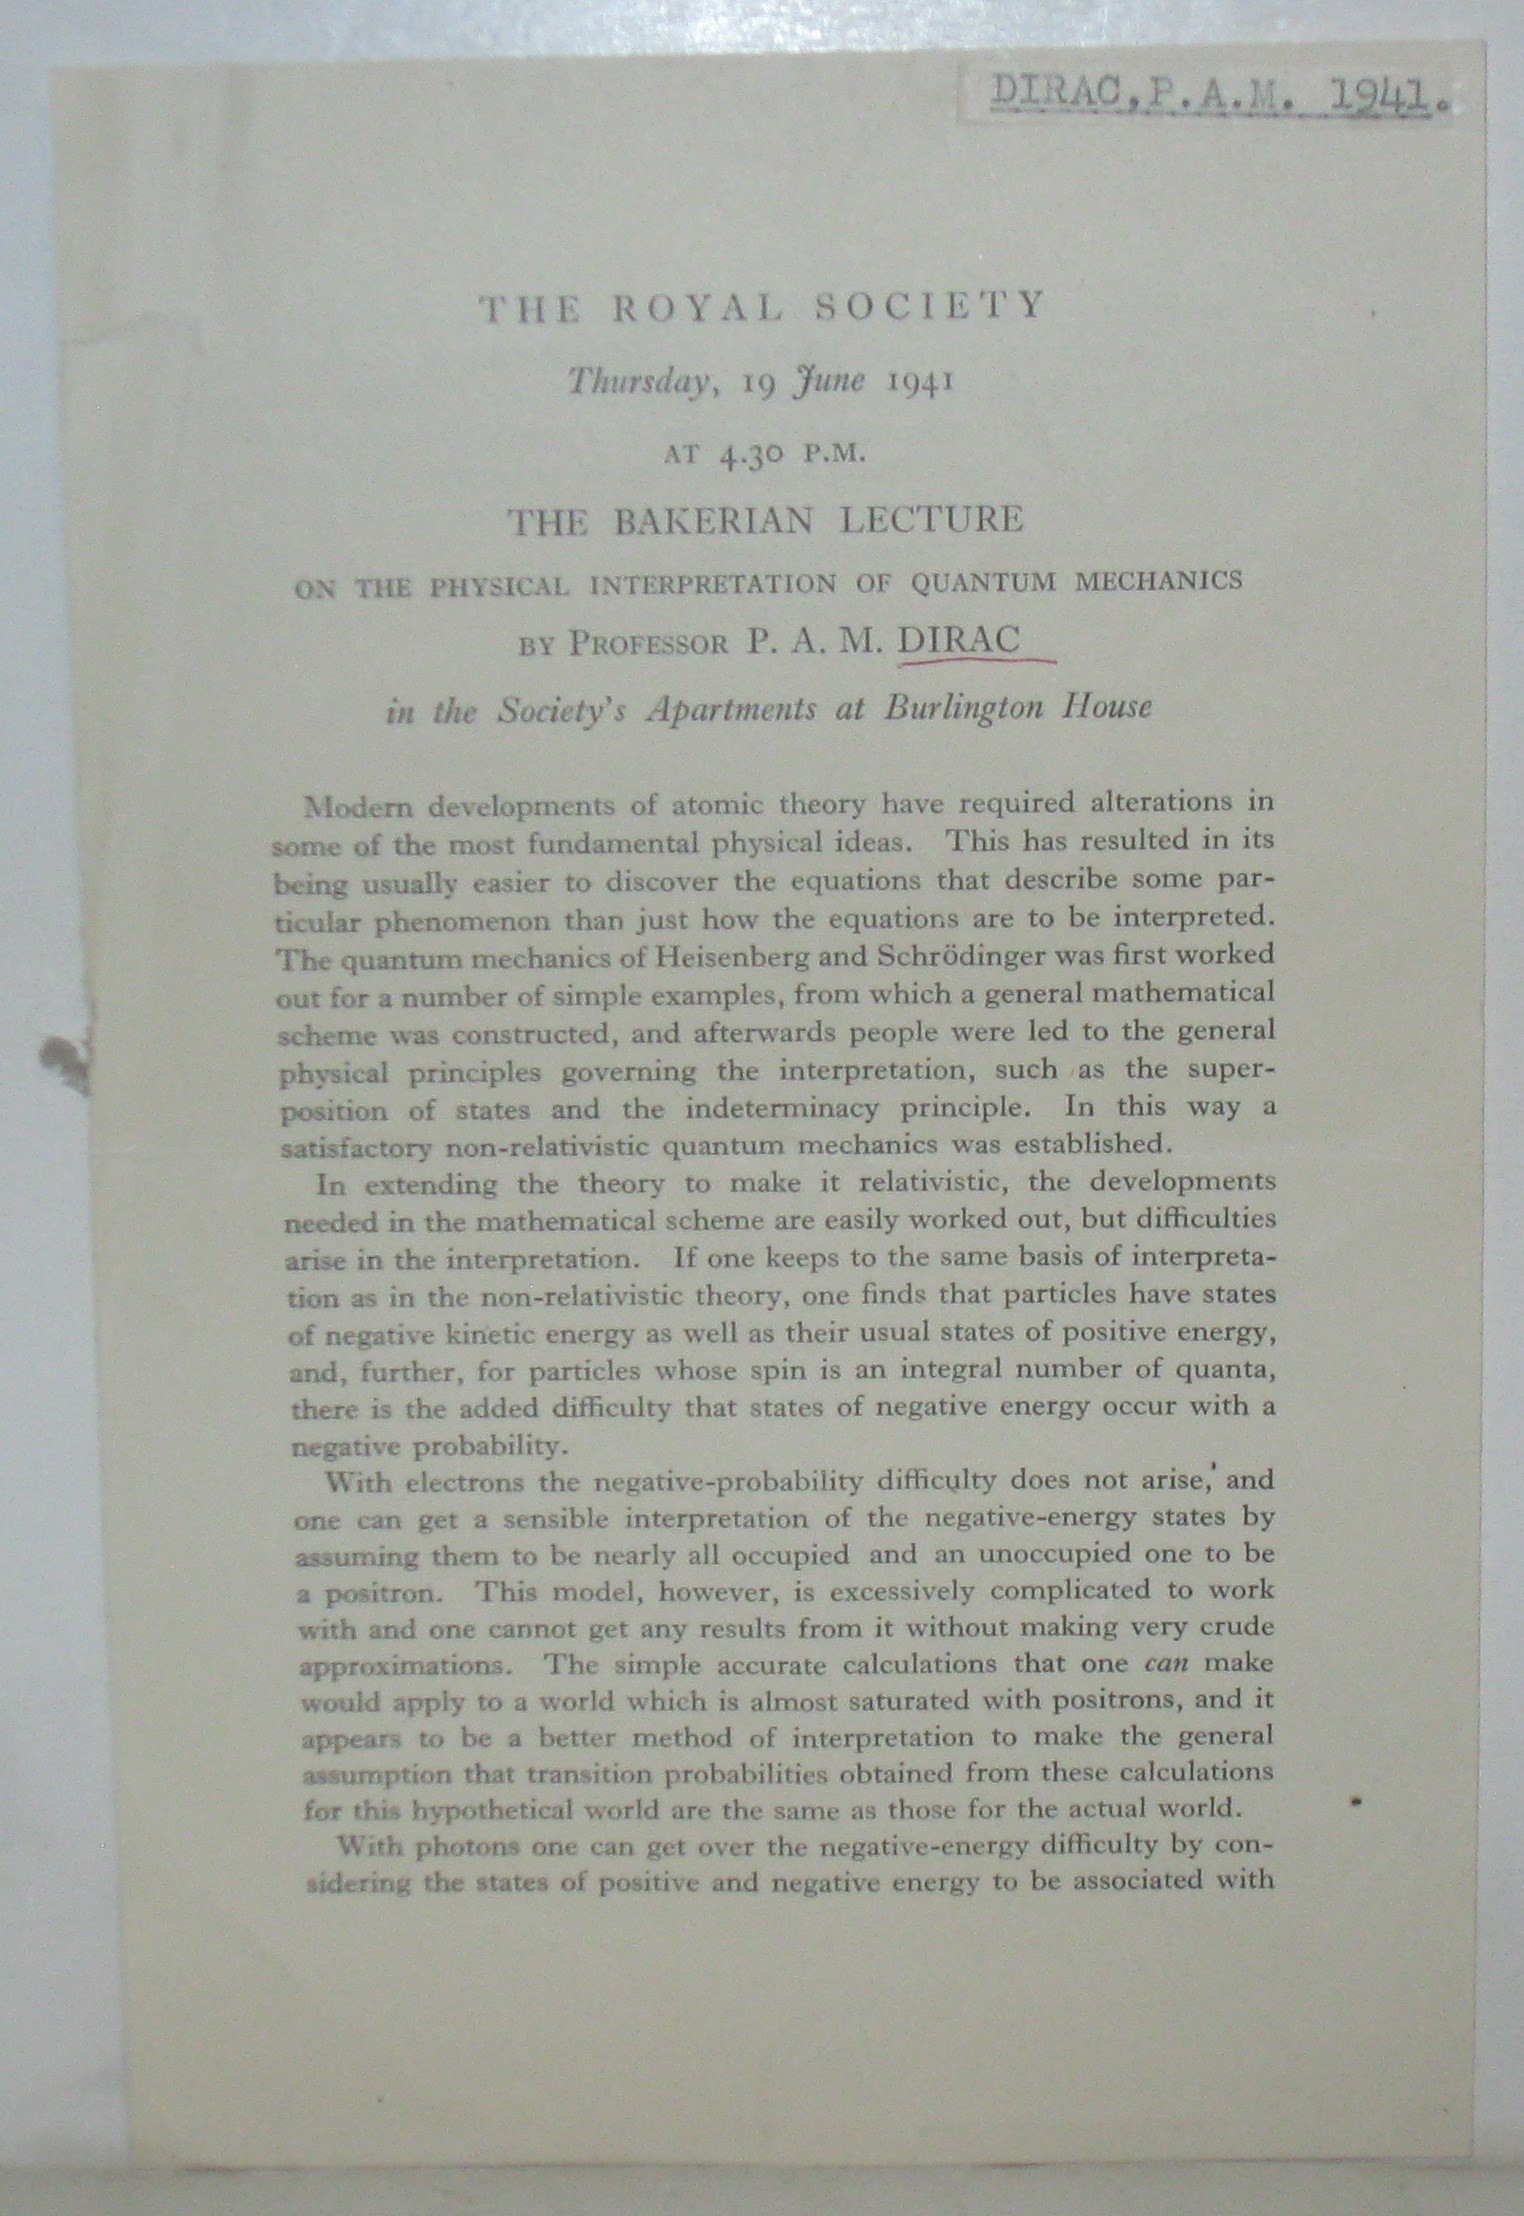 DIRAC,P.A.M. 1941.
THE ROYAL SOCIETY
Thursday, 19 June 1941
AT 4.30 P.M.
THE BAKERIAN LECTURE
ON THE PHYSICAL INTERPRETATION OF QUANTUM MECHANICS
BY PROFESSOR P. A. M. DIRAC
in the Society's Apartments at Burlington House
Modern developments of atomic theory have required alterations in
some of the most fundamental physical ideas. This has resulted in its
being usually easier to discover the equations that describe some par-
ticular phenomenon than just how the equations are to be interpreted.
The quantum mechanics of Heisenberg and Schrödinger was first worked
out for a number of simple examples, from which a general mathematical
scheme was constructed, and afterwards people were led to the general
physical principles governing the interpretation, such as the super-
position of states and the indeterminacy principle. In this way a
satisfactory non-relativistic quantum mechanics was established.
In extending the theory to make it relativistic, the developments
needed in the mathematical scheme are easily worked out, but difficulties
arise in the interpretation. If one keeps to the same basis of interpreta-
tion as in the non-relativistic theory, one finds that particles have states
of negative kinetic energy as well as their usual states of positive energy,
and, further, for particles whose spin is an integral number of quanta,
there is the added difficulty that states of negative energy occur with a
negative probability.
With electrons the negative-probability difficulty does not arise, and
one can get a sensible interpretation of the negative-energy states by
assuming them to be nearly all occupied and an unoccupied one to be
a positron. This model, however, is excessively complicated to work
with and one cannot get any results from it without making very crude
approximations. The simple accurate calculations that one can make
would apply to a world which is almost saturated with positrons, and it
appears to be a better method of interpretation to make the general
assumption that transition probabilities obtained from these calculations
for this hypothetical world are the same as those for the actual world.
With photons one can get over the negative-energy difficulty by con-
sidering the states of positive and negative energy to be associated with